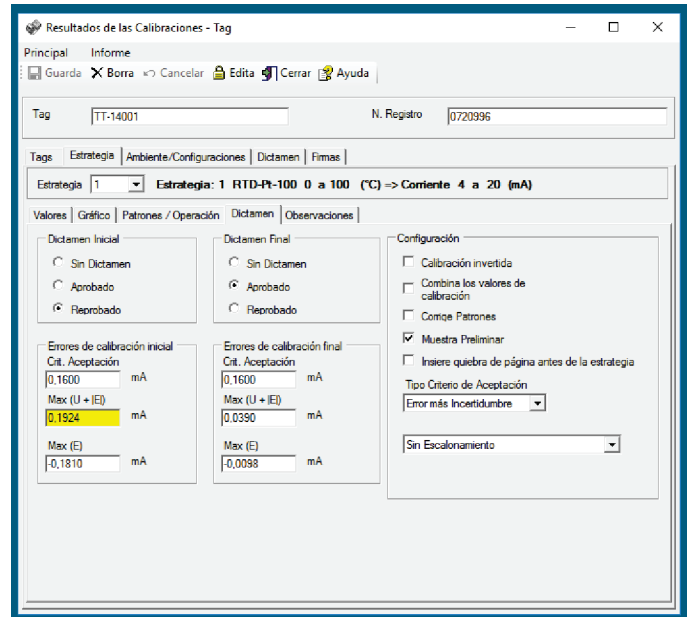 Resultados de las Calibraciones - Tag
Principal Informe
Guarda Borra Cancelar Edita Cerrar Ayuda
Tag TT-14001 N. Registro 0720996
Tags Estrategia Ambiente/Configuraciones Dictamen Firmas
Estrategia 1 Estrategia: 1 RTD-Pt-100 0 a 100 (°C) => Corriente 4 a 20 (mA)
Valores Gráfico Patrones / Operación Dictamen Observaciones
Dictamen Inicial
Sin Dictamen
Aprobado
Reprobado
Dictamen Final
Sin Dictamen
Aprobado
Reprobado
Configuración
Calibración invertida
Combina los valores de
calibración
Corrige Patrones
Muestra Preliminar
Insiere quiebra de página antes de la estrategia
Tipo Criterio de Aceptación
Error más Incertidumbre
Sin Escalonamiento
Errores de calibración inicial
Crit. Aceptación
0,1600 mA
Max (U + |E|)
0,1924 mA
Max (E)
-0,1810 mA
Errores de calibración final
Crit. Aceptación
0,1600 mA
Max (U + |E|)
0,0390 mA
Max (E)
-0,0098 mA